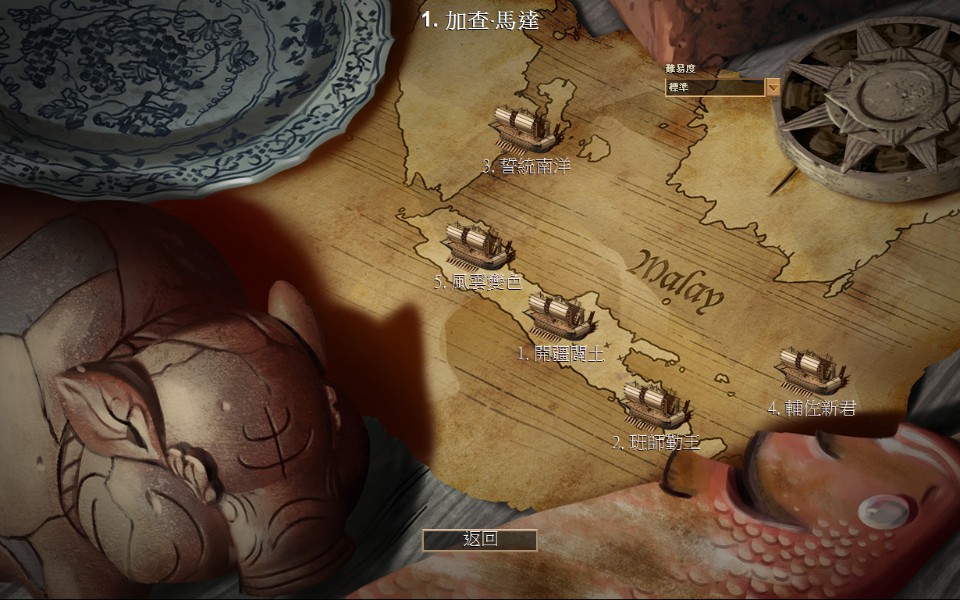 1. 加查·馬達
難易度
標準
3. 誓統南洋
Malay
5. 風雲變色
1. 開疆闢土
4. 輔佐新君
2. 班師勤王
返回